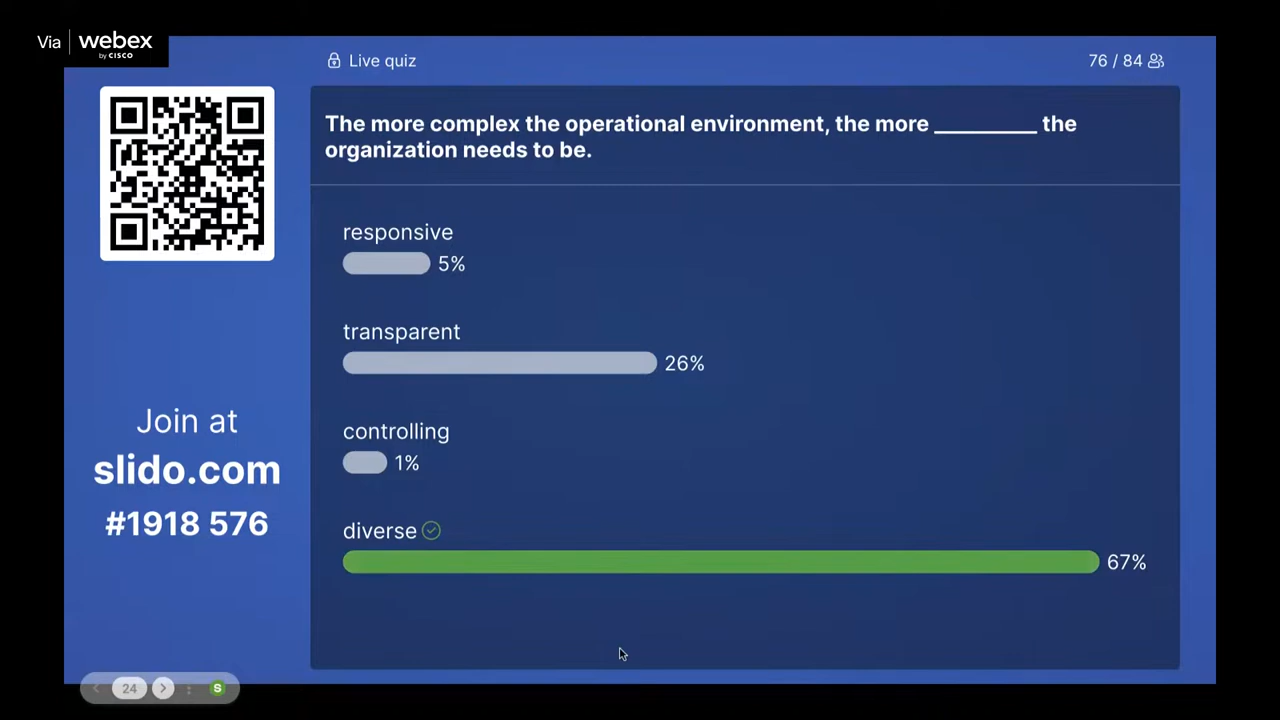 Via webex
by CISCO
Live quiz
76 / 84
The more complex the operational environment, the more __________ the
organization needs to be.
responsive
5%
transparent
26%
controlling
1%
diverse
67%
Join at
slido.com
#1918 576
24
S